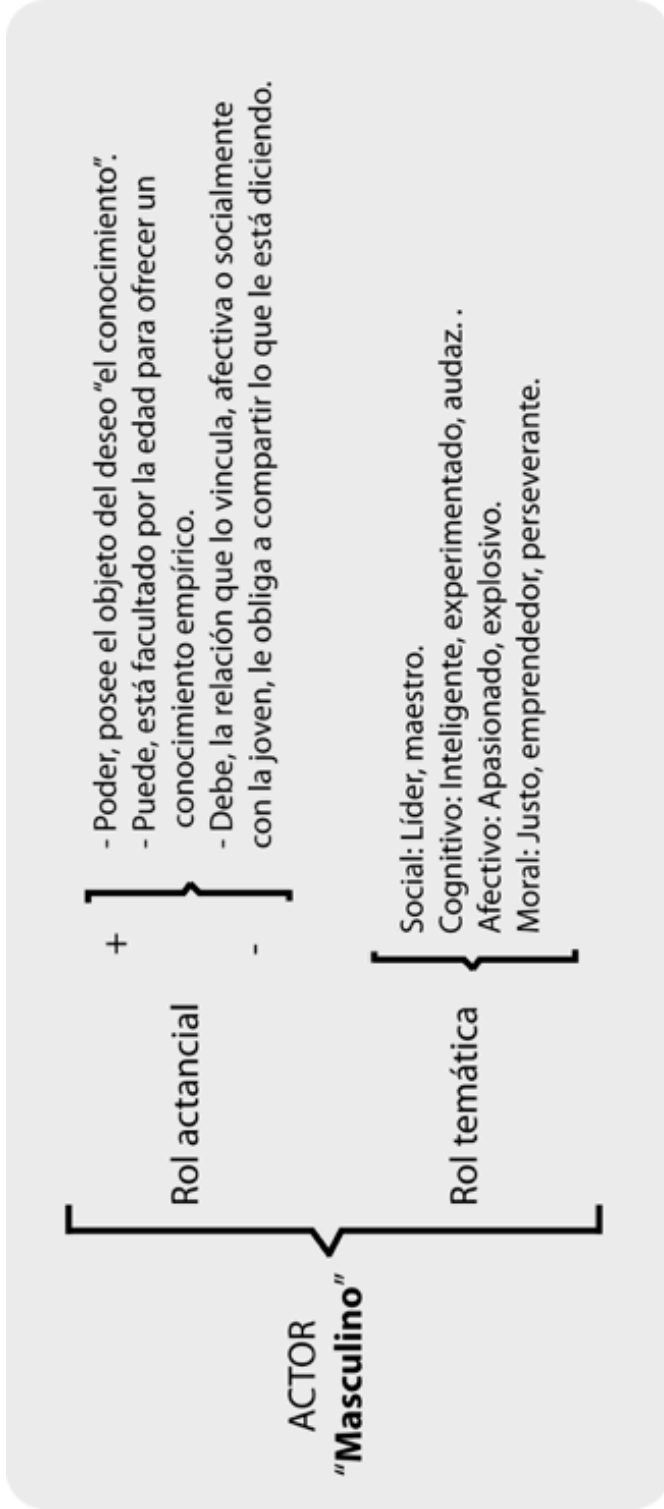 ACTOR
"Masculino"
Rol actancial
+
-
- Poder, posee el objeto del deseo "el conocimiento".
- Puede, está facultado por la edad para ofrecer un
conocimiento empírico.
- Debe, la relación que lo vincula, afectiva o socialmente
con la joven, le obliga a compartir lo que le está diciendo.
Rol temática
Social: Líder, maestro.
Cognitivo: Inteligente, experimentado, audaz. .
Afectivo: Apasionado, explosivo.
Moral: Justo, emprendedor, perseverante.